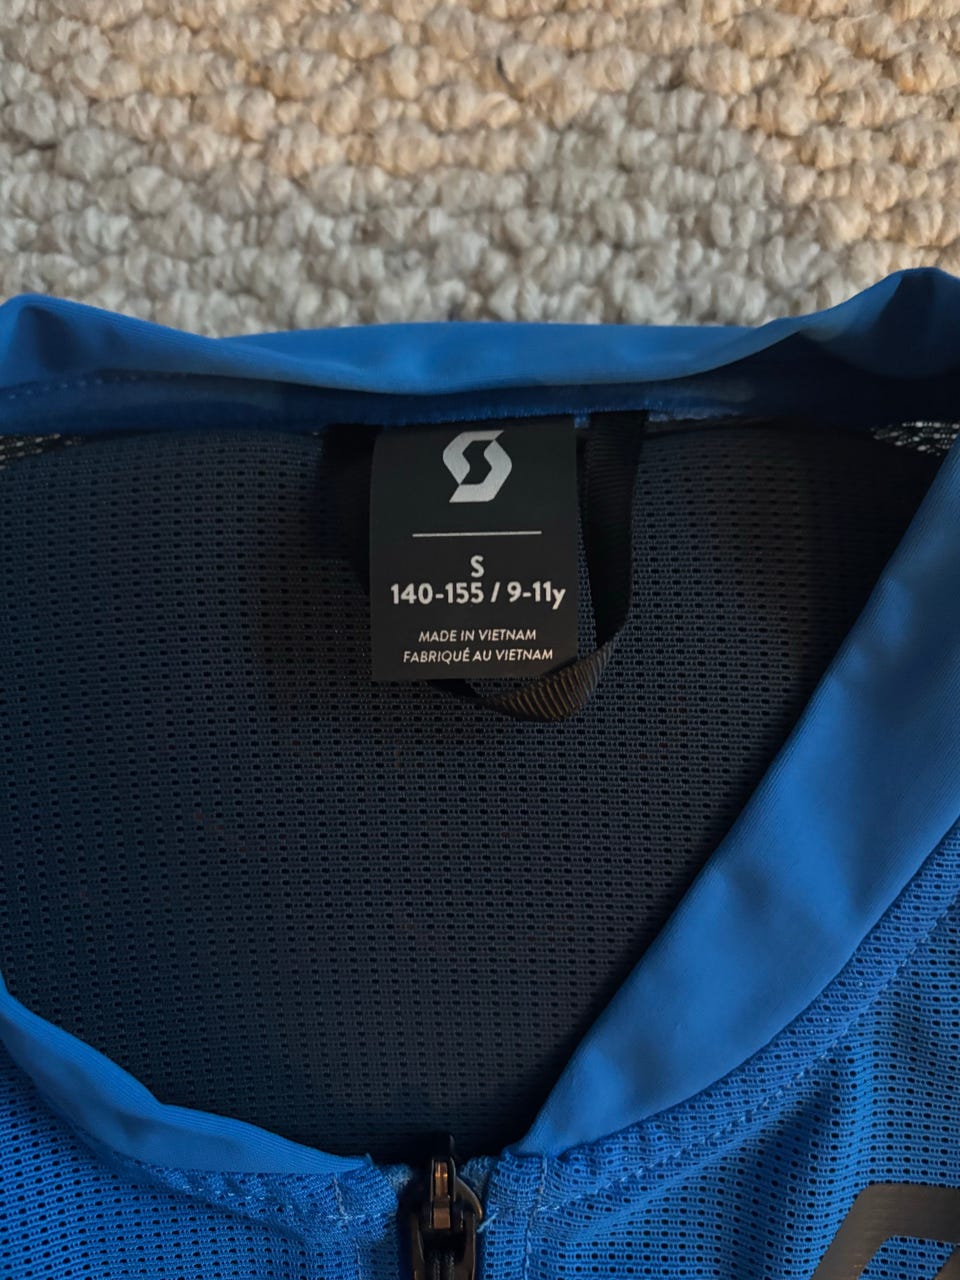 S
140-155 / 9-11y
MADE IN VIETNAM
FABRIQUÉ AU VIETNAM